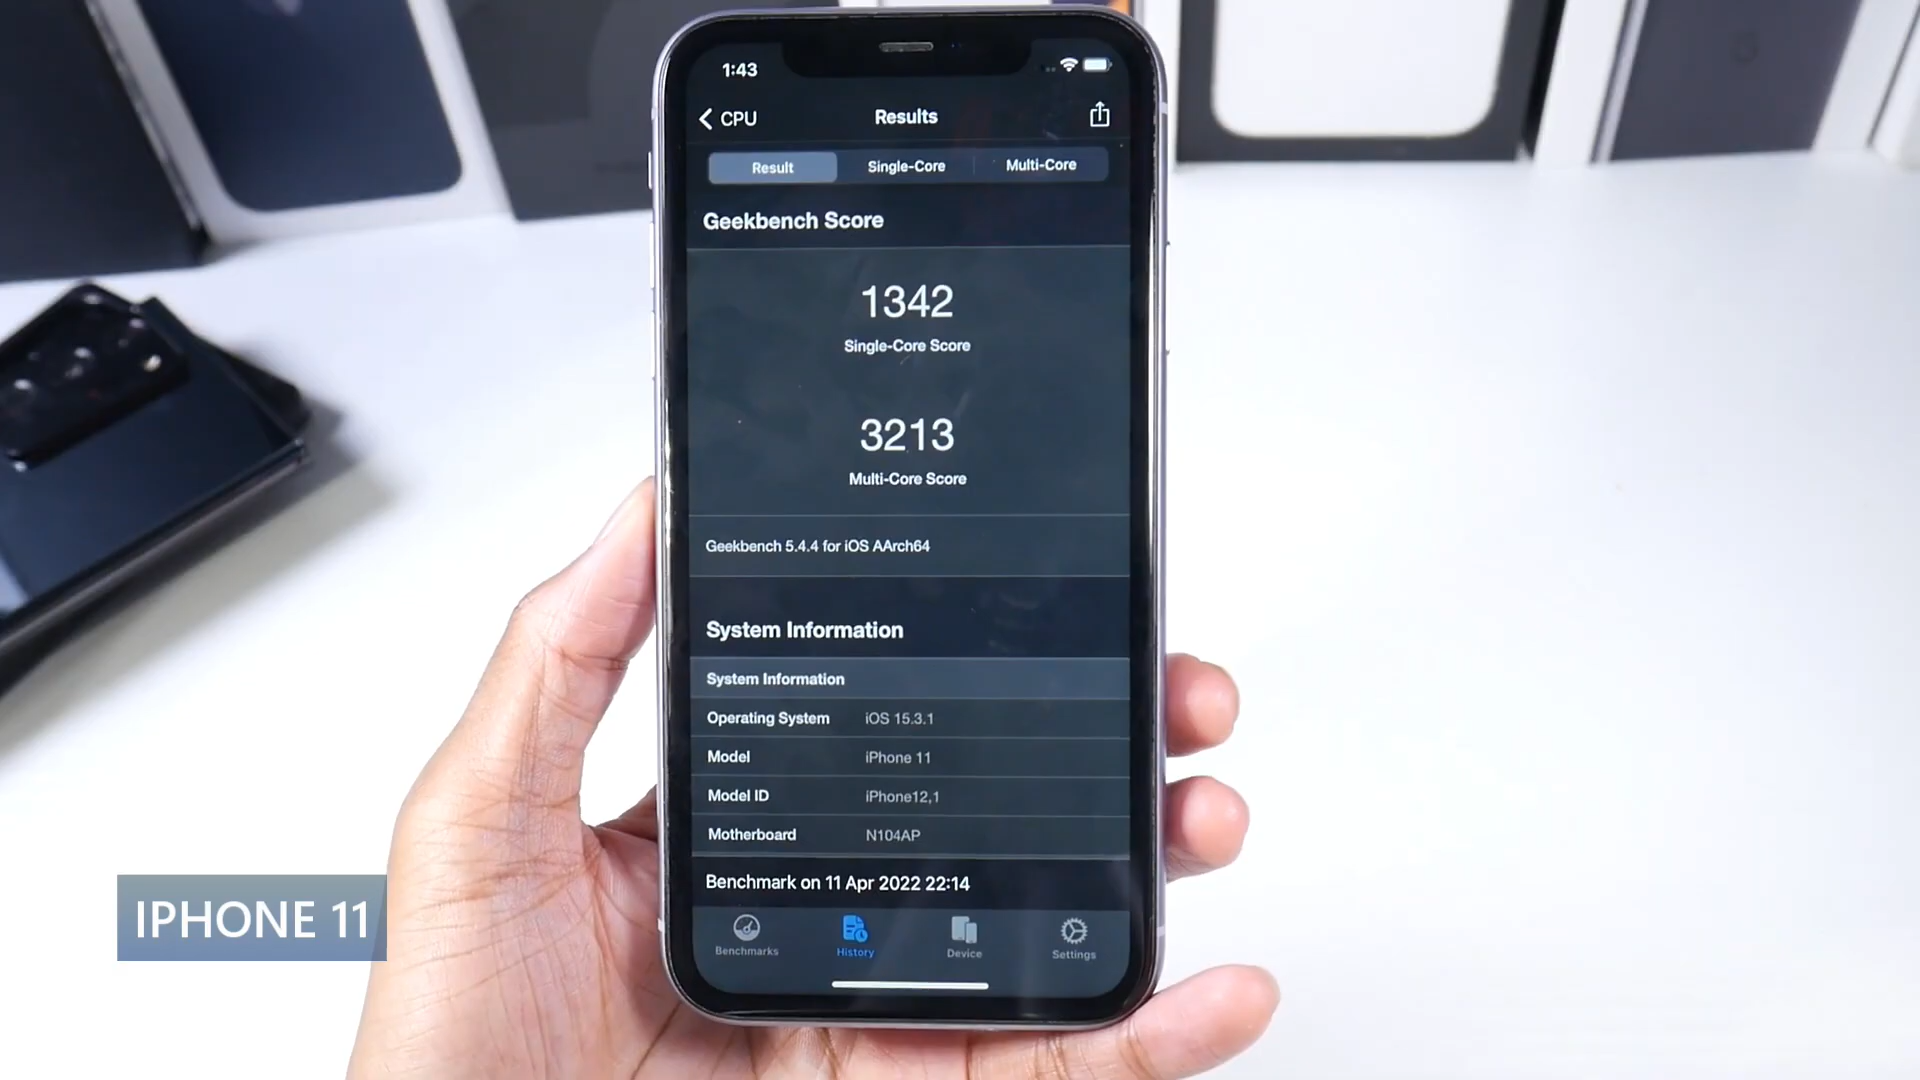 1:43
CPU
Results
Result
Single-Core
Multi-Core
Geekbench Score
1342
Single-Core Score
3213
Multi-Core Score
Geekbench 5.4.4 for iOS AArch64
System Information
System Information
Operating System iOS 15.3.1
Model iPhone 11
Model ID iPhone12,1
Motherboard N104AP
Benchmark on 11 Apr 2022 22:14
Benchmarks
History
Device
Settings
IPHONE 11